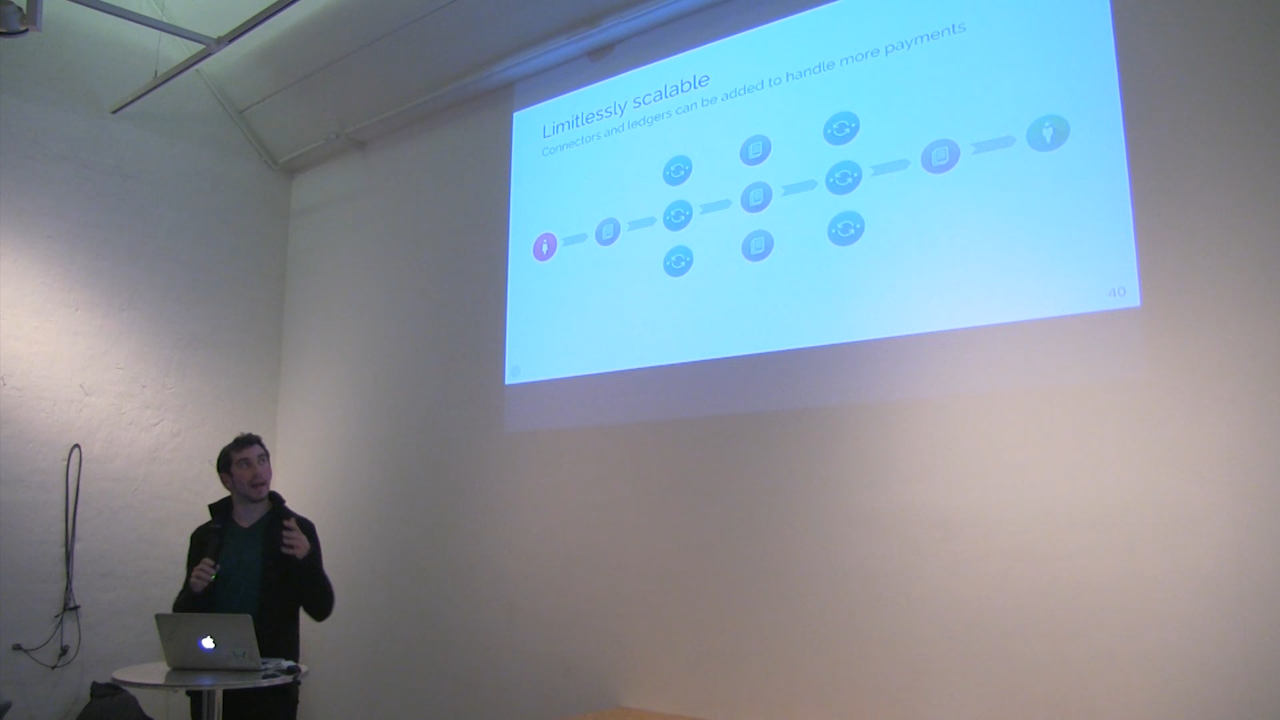 Limitlessly scalable
Connectors and ledgers can be added to handle more payments
40